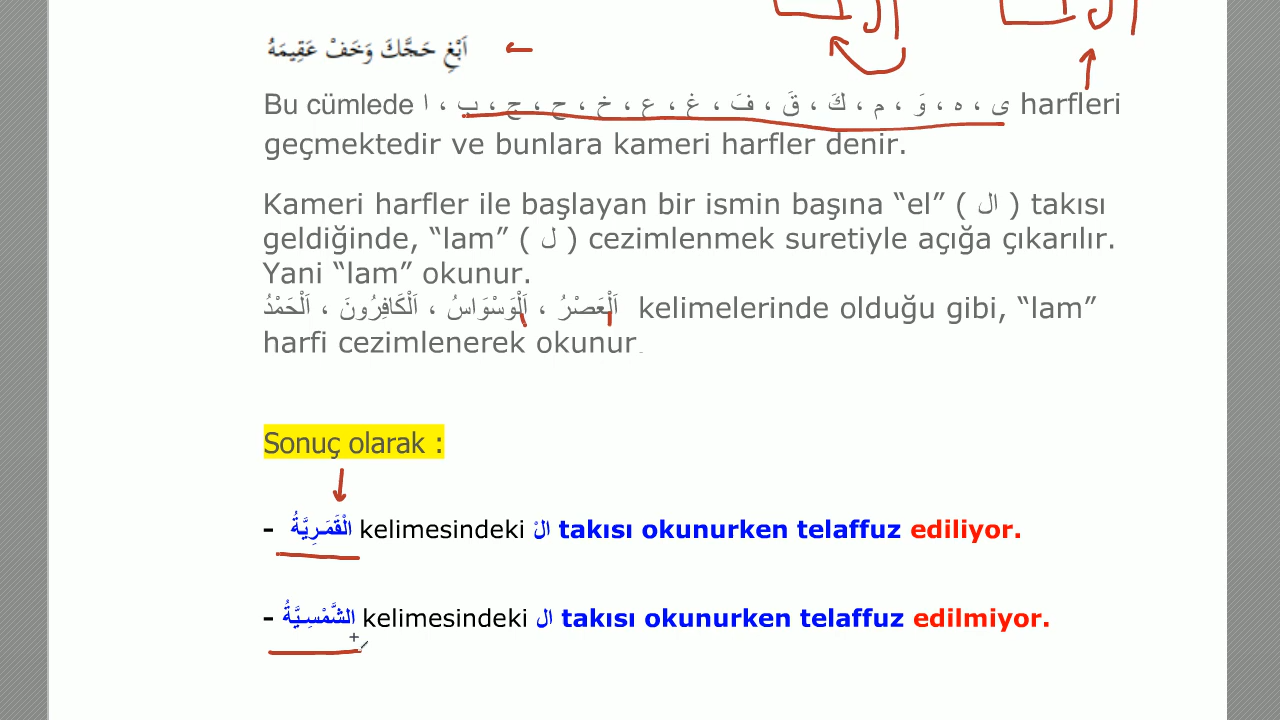 اَبْغِ حَجَّكَ وَخَفْ عَقِيمَهُ
Bu cümlede ى ، ه ، وَ ، م ، كَ ، قَ ، فَ ، غ ، ع ، خ ، ح ، ج ، ب ، ا harfleri
geçmektedir ve bunlara kameri harfler denir.
Kameri harfler ile başlayan bir ismin başına “el” ( ال ) takısı
geldiğinde, “lam” ( ل ) cezimlenmek suretiyle açığa çıkarılır.
Yani “lam” okunur.
اَلْعَصْرُ ، اَلْوَسْوَاسُ ، اَلْكَافِرُونَ ، اَلْحَمْدُ kelimelerinde olduğu gibi, “lam”
harfi cezimlenerek okunur.
Sonuç olarak :
- الْقَمَـرِيَّةُ kelimesindeki الْ takısı okunurken telaffuz ediliyor.
- الشَّمْسِـيَّةُ kelimesindeki ال takısı okunurken telaffuz edilmiyor.